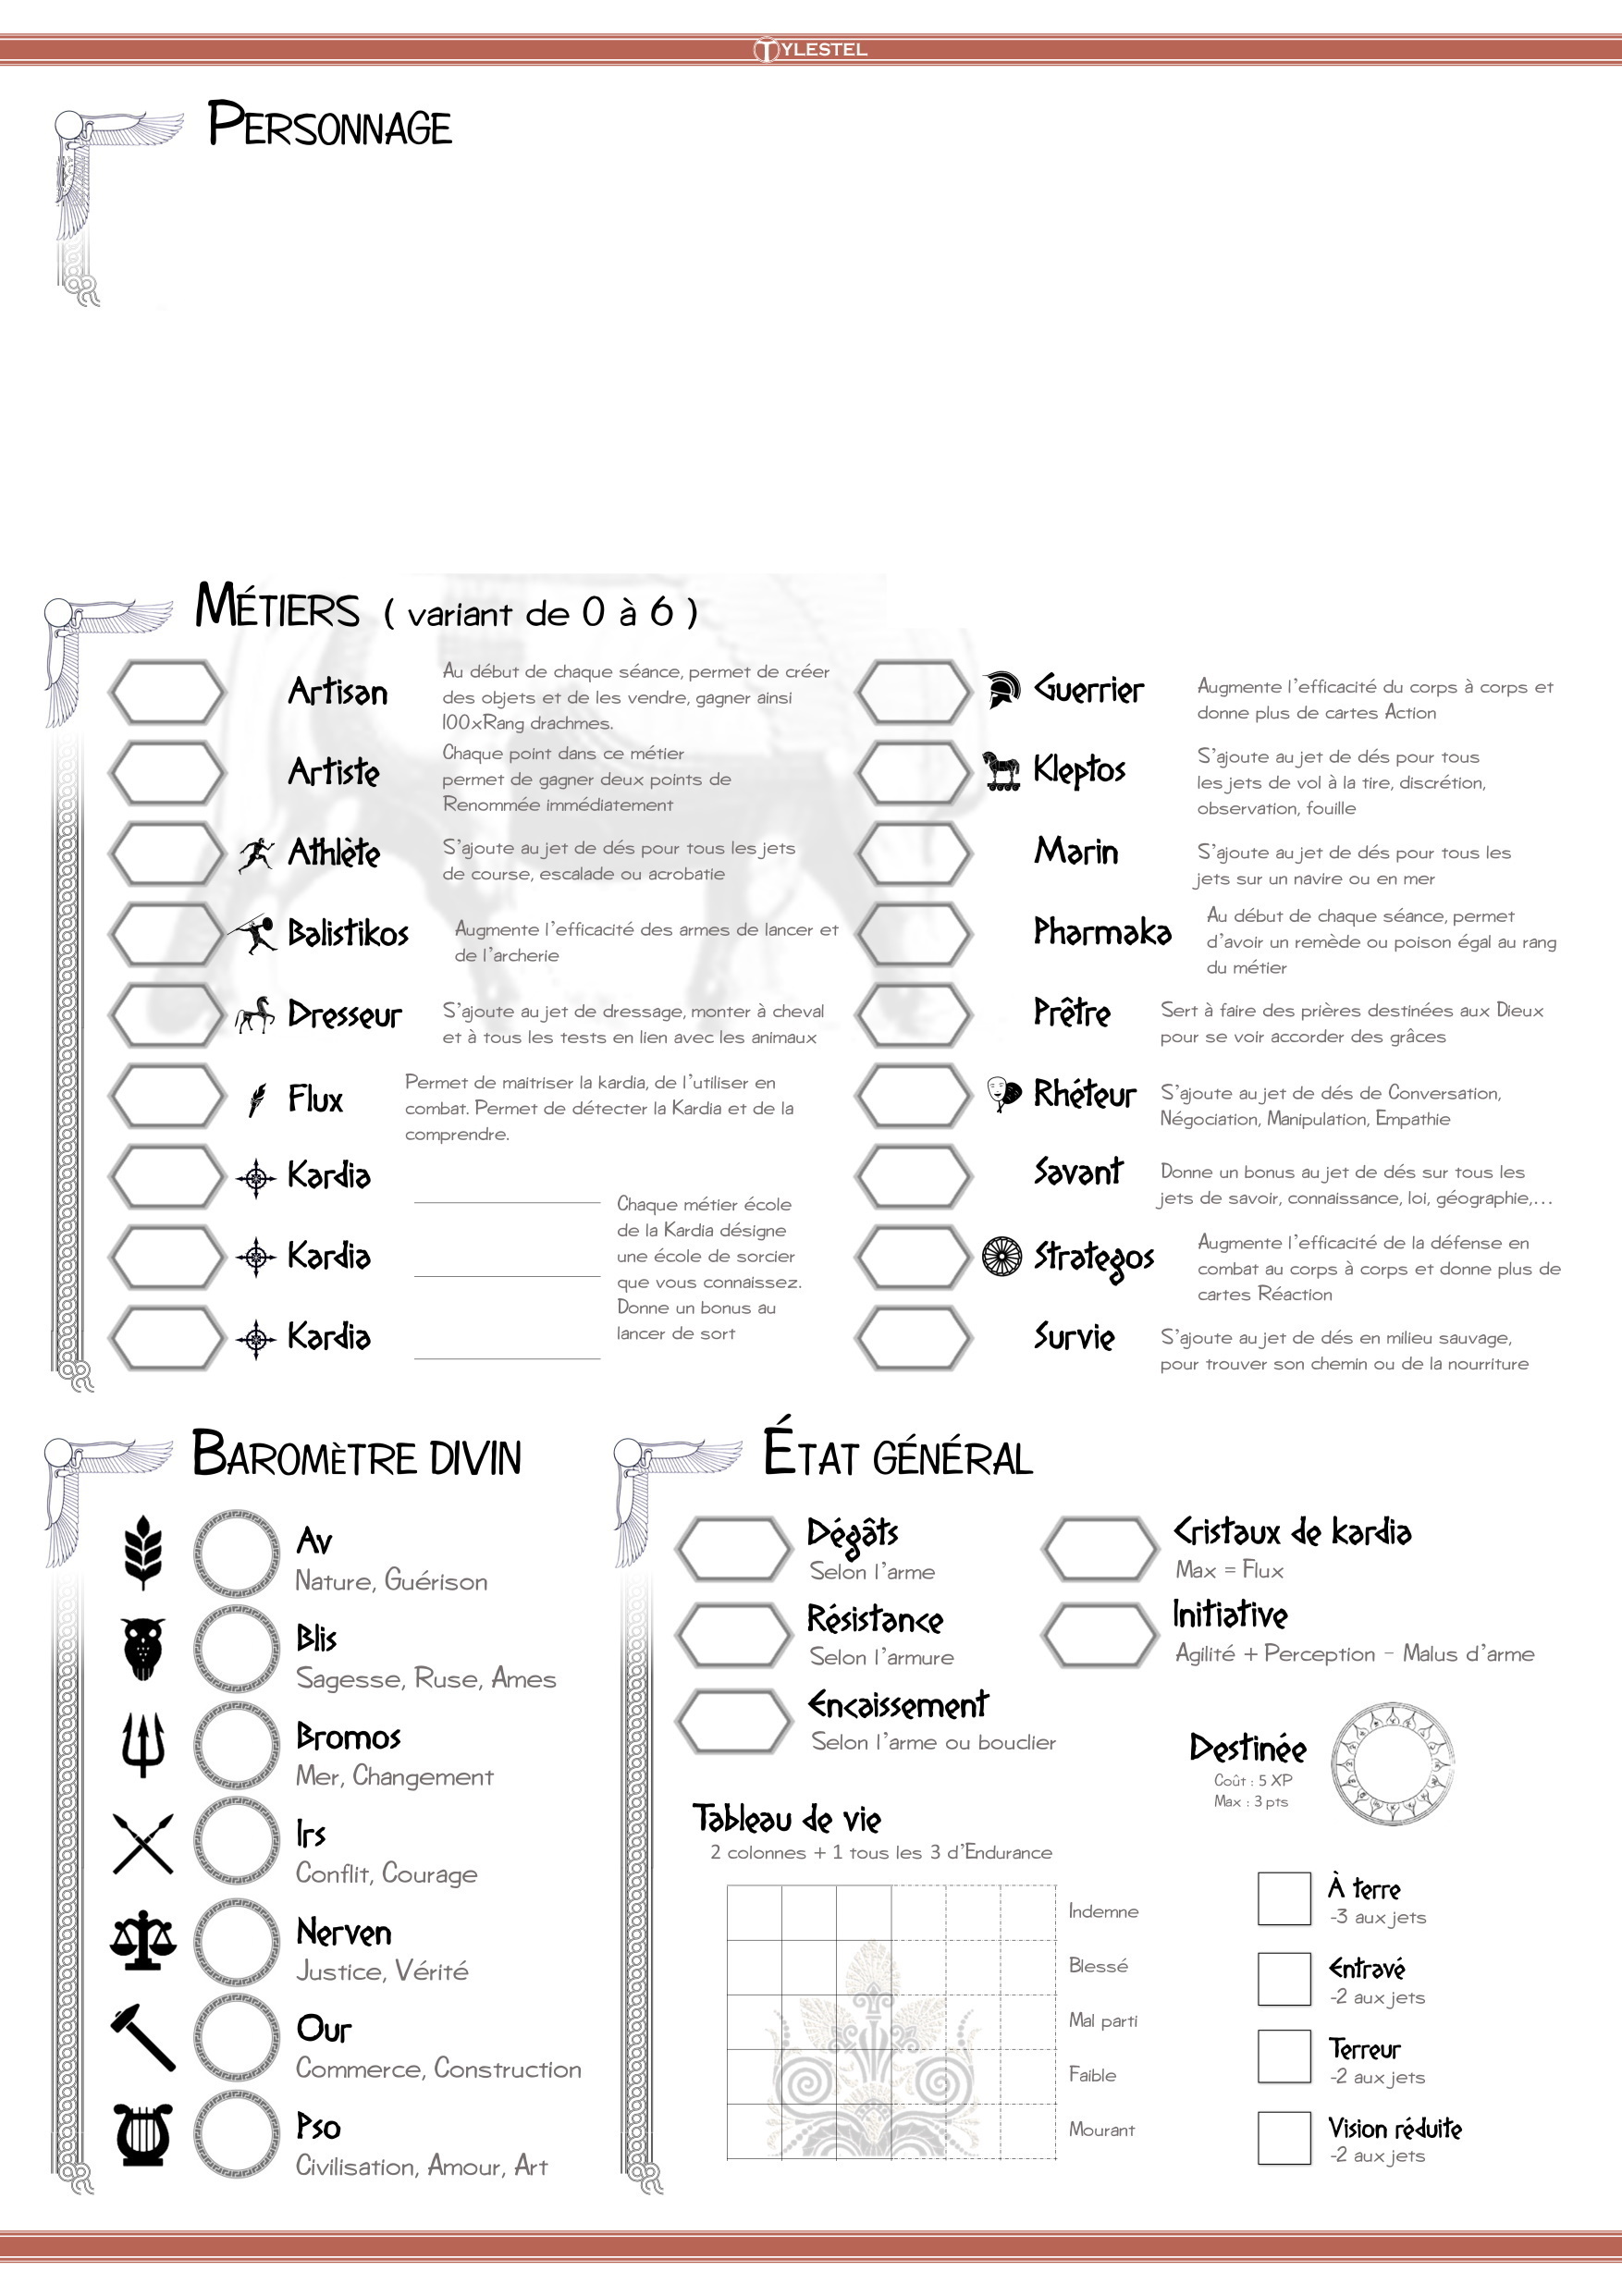 TYLESTEL
PERSONNAGE
MÉTIERS ( variant de 0 à 6 )
Artisan
Au début de chaque séance, permet de créer
des objets et de les vendre, gagner ainsi
100xRang drachmes.
Artiste
Chaque point dans ce métier
permet de gagner deux points de
Renommée immédiatement
Athlète
S'ajoute au jet de dés pour tous les jets
de course, escalade ou acrobatie
Balistikos
Augmente l'efficacité des armes de lancer et
de l'archerie
Dresseur
S'ajoute au jet de dressage, monter à cheval
et à tous les tests en lien avec les animaux
Flux
Permet de maitriser la kardia, de l'utiliser en
combat. Permet de détecter la Kardia et de la
comprendre.
Kardia
Kardia
Kardia
Chaque métier école
de la Kardia désigne
une école de sorcier
que vous connaissez.
Donne un bonus au
lancer de sort
Guerrier
Augmente l'efficacité du corps à corps et
donne plus de cartes Action
Kleptos
S'ajoute au jet de dés pour tous
les jets de vol à la tire, discrétion,
observation, fouille
Marin
S'ajoute au jet de dés pour tous les
jets sur un navire ou en mer
Pharmaka
Au début de chaque séance, permet
d'avoir un remède ou poison égal au rang
du métier
Prêtre
Sert à faire des prières destinées aux Dieux
pour se voir accorder des grâces
Rhéteur
S'ajoute au jet de dés de Conversation,
Négociation, Manipulation, Empathie
Savant
Donne un bonus au jet de dés sur tous les
jets de savoir, connaissance, loi, géographie,...
Strategos
Augmente l'efficacité de la défense en
combat au corps à corps et donne plus de
cartes Réaction
Survie
S'ajoute au jet de dés en milieu sauvage,
pour trouver son chemin ou de la nourriture
BAROMÈTRE DIVIN
Av
Nature, Guérison
Blis
Sagesse, Ruse, Ames
Bromos
Mer, Changement
Irs
Conflit, Courage
Nerven
Justice, Vérité
Our
Commerce, Construction
Pso
Civilisation, Amour, Art
ÉTAT GÉNÉRAL
Dégâts
Selon l'arme
Résistance
Selon l'armure
Encaissement
Selon l'arme ou bouclier
Cristaux de kardia
Max = Flux
Initiative
Agilité + Perception – Malus d'arme
Destinée
Coût : 5 XP
Max : 3 pts
Tableau de vie
2 colonnes + 1 tous les 3 d'Endurance
Indemne
Blessé
Mal parti
Faible
Mourant
À terre
-3 aux jets
Entravé
-2 aux jets
Terreur
-2 aux jets
Vision réduite
-2 aux jets